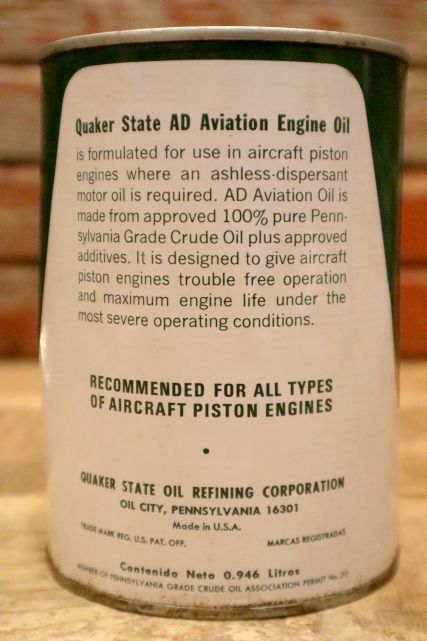 Quaker State AD Aviation Engine Oil
is formulated for use in aircraft piston
engines where an ashless-dispersant
motor oil is required. AD Aviation Oil is
made from approved 100% pure Penn-
sylvania Grade Crude Oil plus approved
additives. It is designed to give aircraft
piston engines trouble free operation
and maximum engine life under the
most severe operating conditions.
RECOMMENDED FOR ALL TYPES
OF AIRCRAFT PISTON ENGINES
•
QUAKER STATE OIL REFINING CORPORATION
OIL CITY, PENNSYLVANIA 16301
Made in U.S.A.
TRADE MARK REG. U.S. PAT. OFF. MARCAS REGISTRADAS
Contenido Neto 0.946 Litros
MEMBER OF PENNSYLVANIA GRADE CRUDE OIL ASSOCIATION PERMIT No.